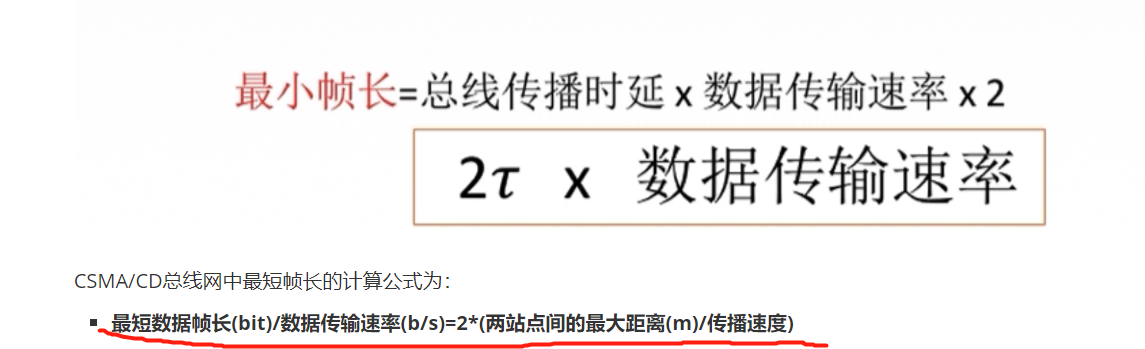 最小帧长=总线传播时延 x 数据传输速率 x 2
2τ x 数据传输速率
CSMA/CD总线网中最短帧长的计算公式为：
▪ 最短数据帧长(bit)/数据传输速率(b/s)=2*(两站点间的最大距离(m)/传播速度)